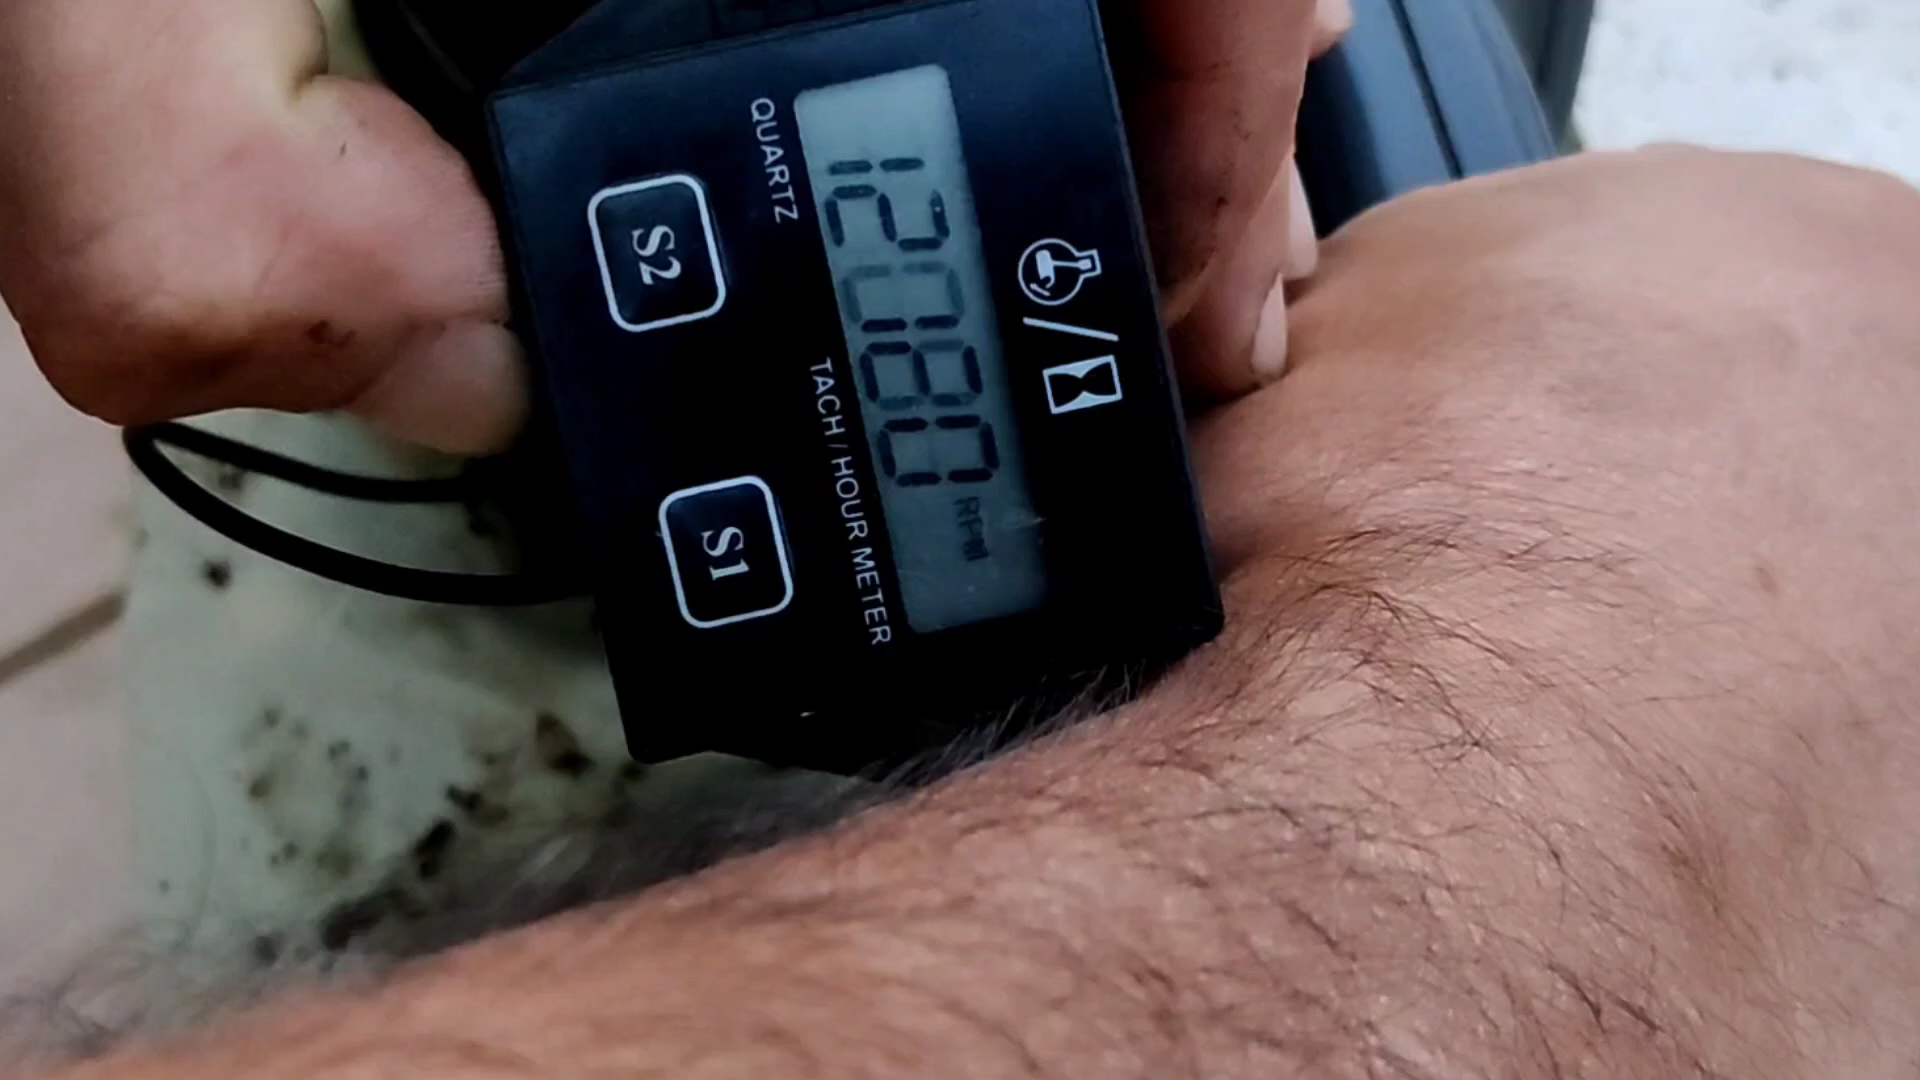 QUARTZ
12080 RPM
S2
S1
TACH / HOUR METER